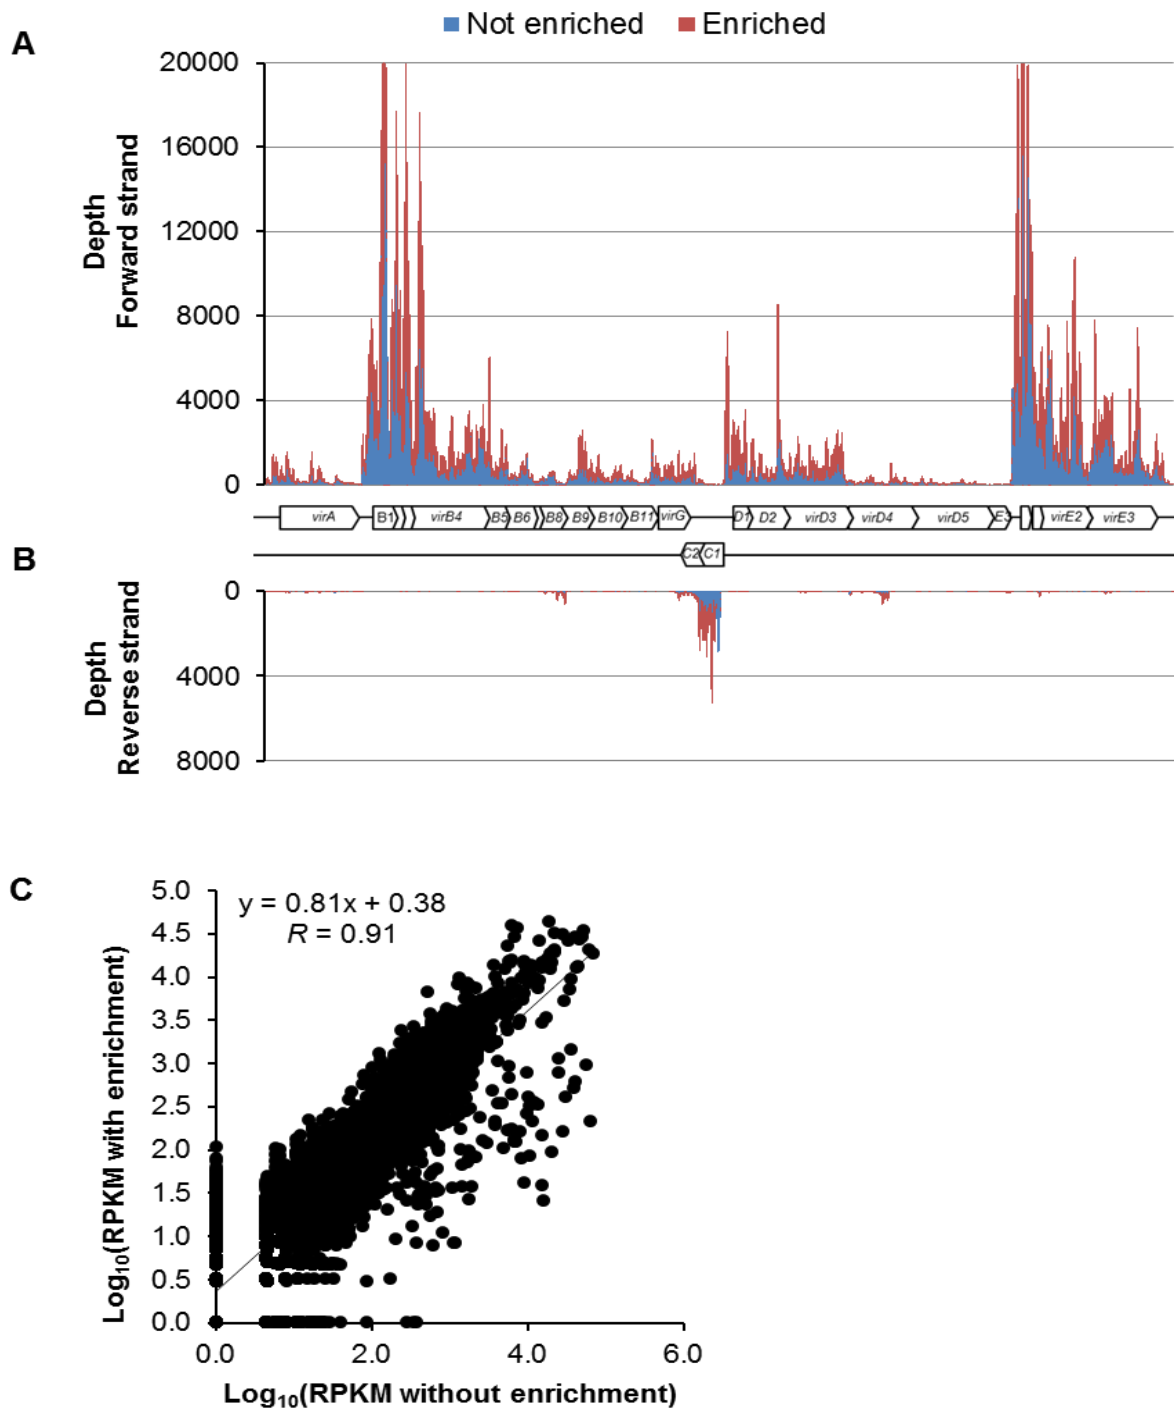 Not enriched Enriched
A
20000
16000
12000
8000
4000
0
Depth
Forward strand
virA B1 virB4 B5 B6 B8 B9 B10 B11 virG D1 D2 virD3 virD4 virD5 E3 virE2 virE3
C2 C1
B
0
4000
8000
Depth
Reverse strand
C
y = 0.81x + 0.38
R = 0.91
5.0
4.5
4.0
3.5
3.0
2.5
2.0
1.5
1.0
0.5
0.0
Log₁₀(RPKM with enrichment)
0.0 2.0 4.0 6.0
Log₁₀(RPKM without enrichment)